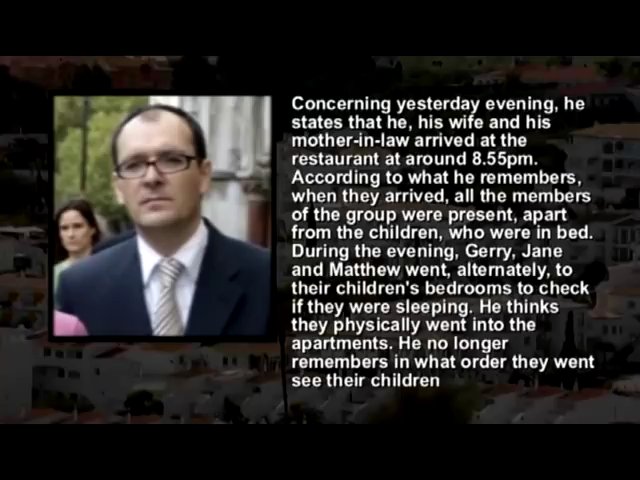 Concerning yesterday evening, he
states that he, his wife and his
mother-in-law arrived at the
restaurant at around 8.55pm.
According to what he remembers,
when they arrived, all the members
of the group were present, apart
from the children, who were in bed.
During the evening, Gerry, Jane
and Matthew went, alternately, to
their children's bedrooms to check
if they were sleeping. He thinks
they physically went into the
apartments. He no longer
remembers in what order they went
see their children